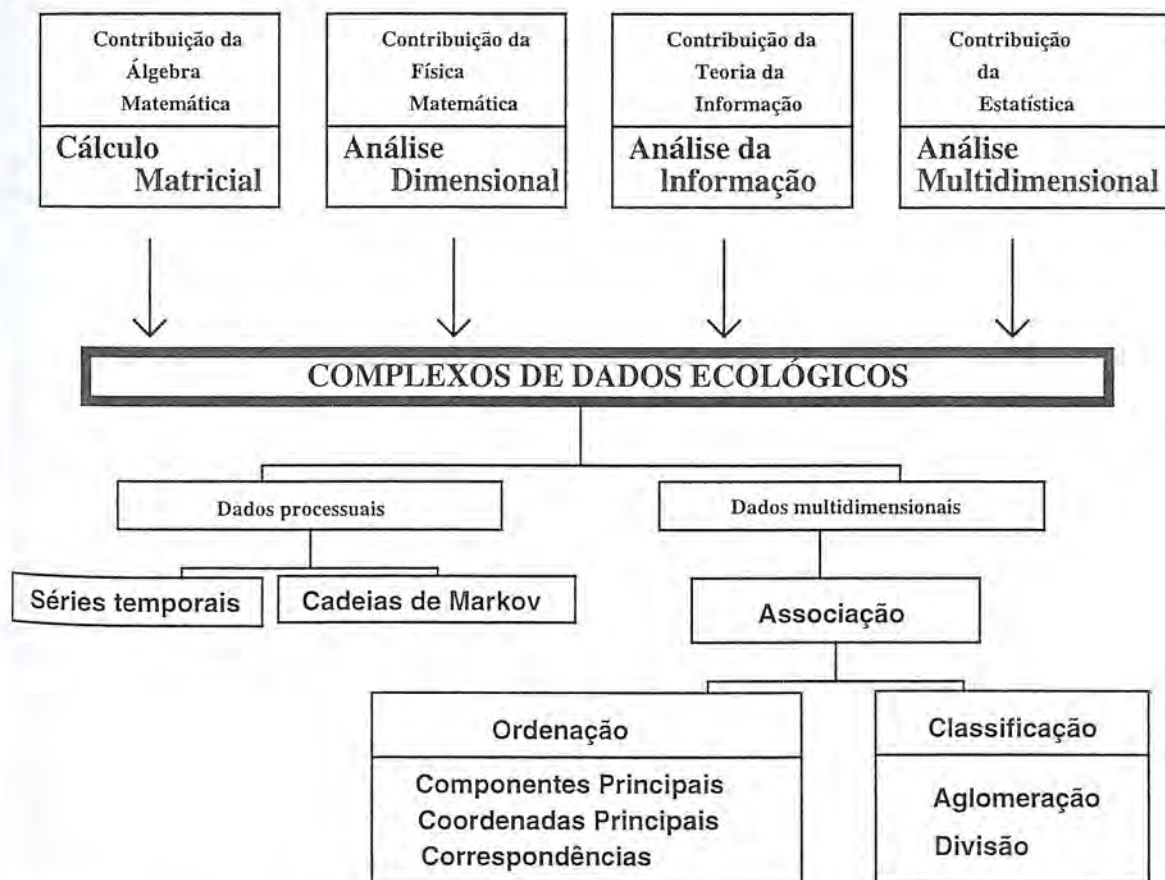 Contribuição da
Álgebra
Matemática
Cálculo
Matricial
Contribuição da
Física
Matemática
Análise
Dimensional
Contribuição da
Teoria da
Informação
Análise da
Informação
Contribuição
da
Estatística
Análise
Multidimensional
COMPLEXOS DE DADOS ECOLÓGICOS
Dados processuais
Dados multidimensionais
Séries temporais
Cadeias de Markov
Associação
Ordenação
Componentes Principais
Coordenadas Principais
Correspondências
Classificação
Aglomeração
Divisão